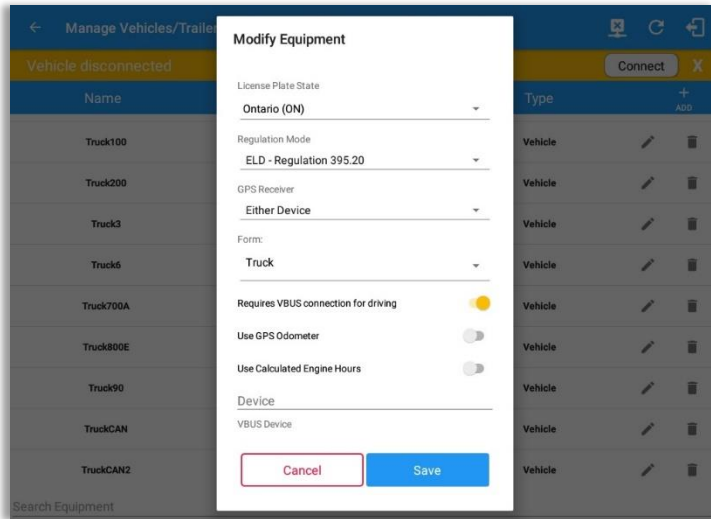 Manage Vehicles/Trailer
Vehicle disconnected
Connect
X
Name
Type
+
ADD
Truck100
Vehicle
Truck200
Vehicle
Truck3
Vehicle
Truck6
Vehicle
Truck700A
Vehicle
Truck800E
Vehicle
Truck90
Vehicle
TruckCAN
Vehicle
TruckCAN2
Vehicle
Search Equipment
Modify Equipment
License Plate State
Ontario (ON)
Regulation Mode
ELD - Regulation 395.20
GPS Receiver
Either Device
Form:
Truck
Requires VBUS connection for driving
Use GPS Odometer
Use Calculated Engine Hours
Device
VBUS Device
Cancel
Save